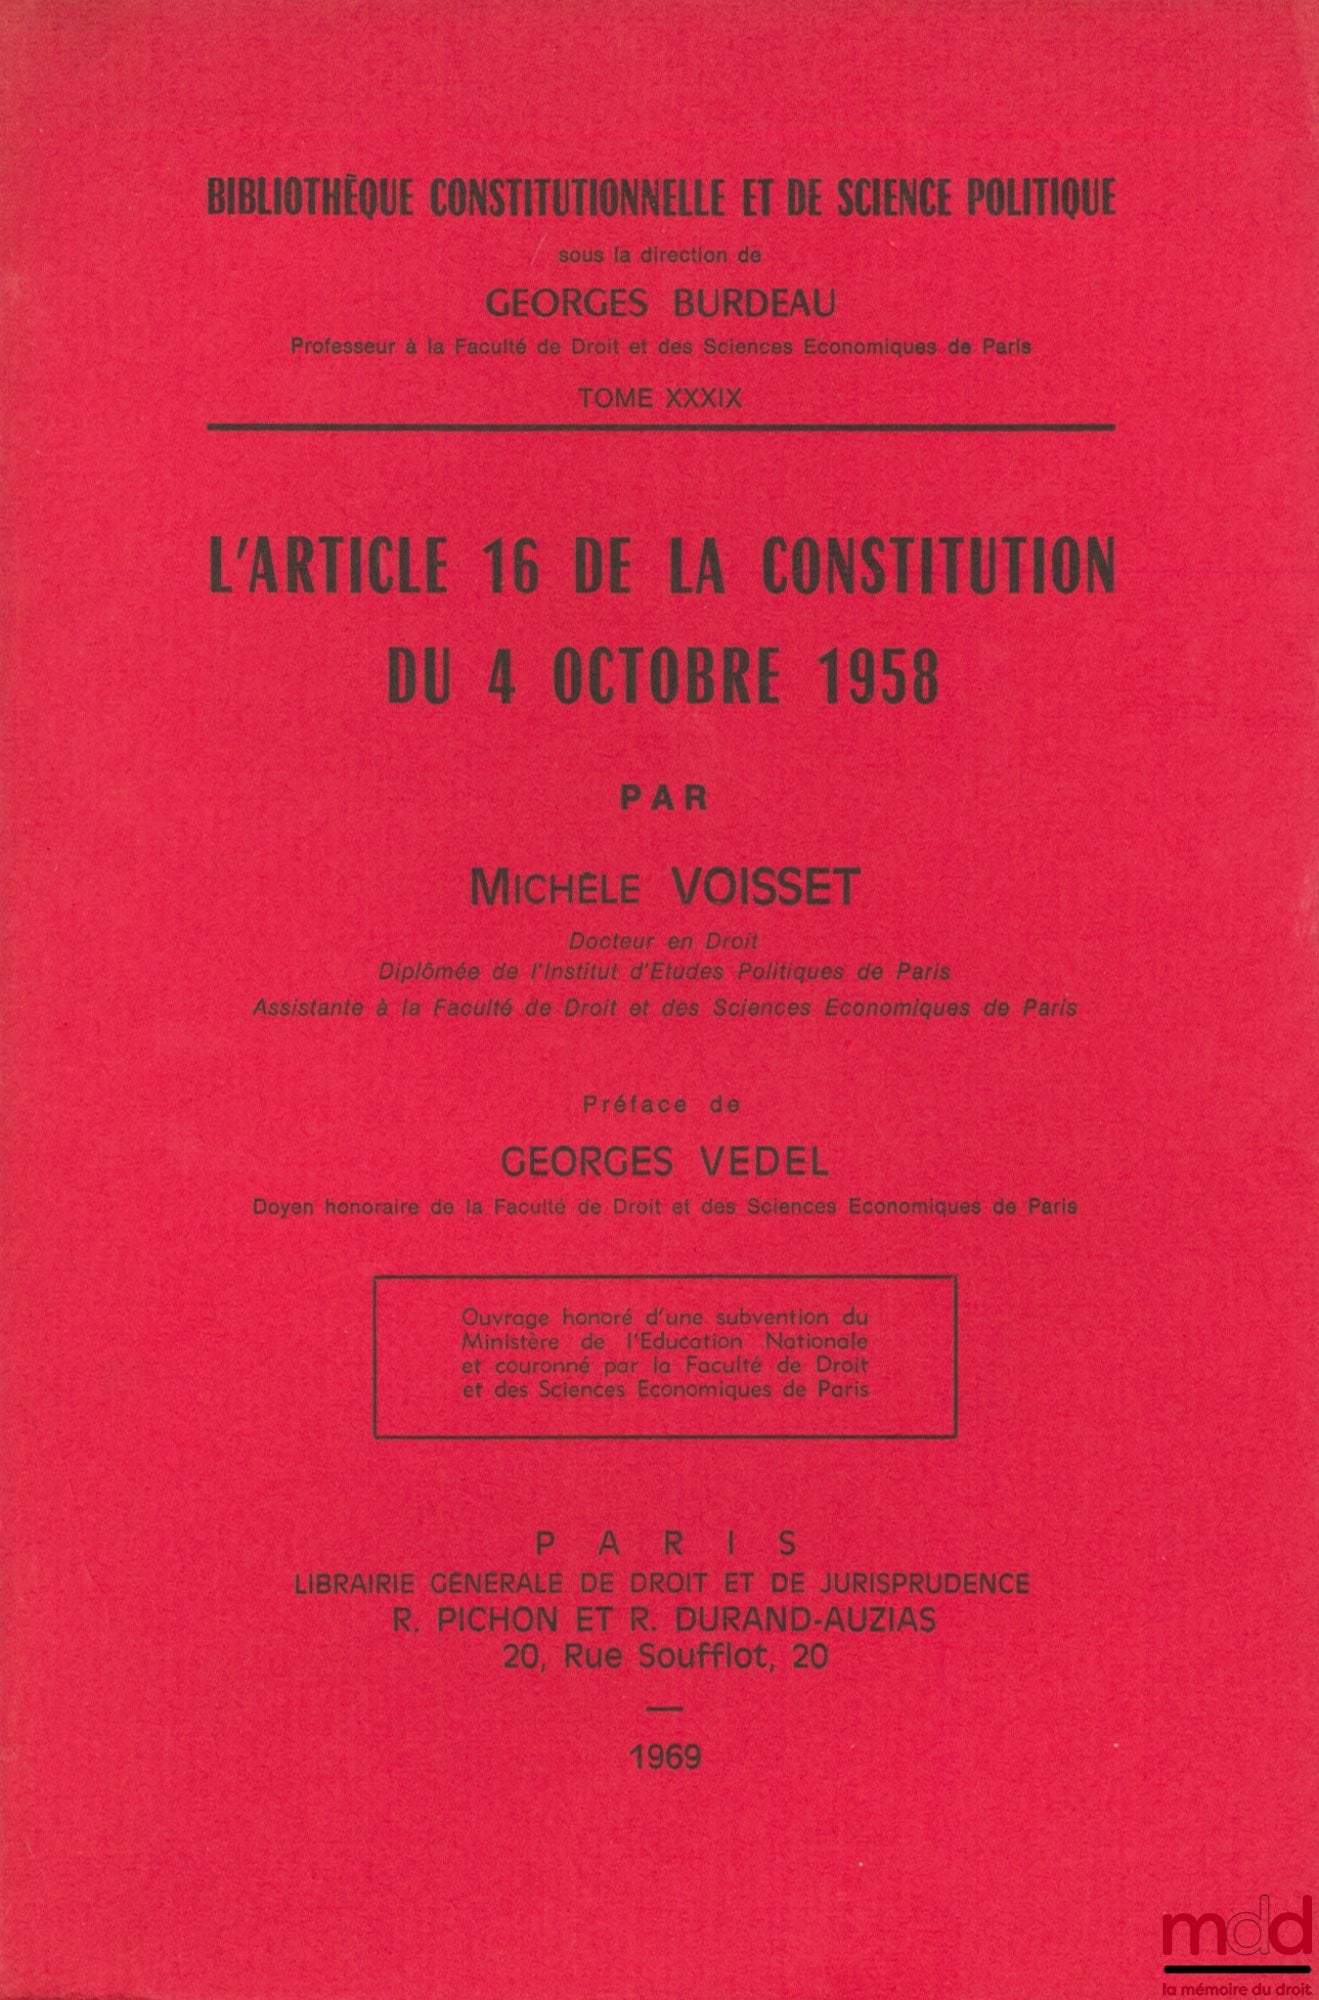 BIBLIOTHÈQUE CONSTITUTIONNELLE ET DE SCIENCE POLITIQUE
sous la direction de
GEORGES BURDEAU
Professeur à la Faculté de Droit et des Sciences Economiques de Paris
TOME XXXIX
L'ARTICLE 16 DE LA CONSTITUTION
DU 4 OCTOBRE 1958
PAR
MICHÈLE VOISSET
Docteur en Droit
Diplômée de l'Institut d'Etudes Politiques de Paris
Assistante à la Faculté de Droit et des Sciences Economiques de Paris
Préface de
GEORGES VEDEL
Doyen honoraire de la Faculté de Droit et des Sciences Economiques de Paris
Ouvrage honoré d'une subvention du
Ministère de l'Education Nationale
et couronné par la Faculté de Droit
et des Sciences Economiques de Paris
PARIS
LIBRAIRIE GÉNÉRALE DE DROIT ET DE JURISPRUDENCE
R. PICHON ET R. DURAND-AUZIAS
20, Rue Soufflot, 20
1969
mdd
la mémoire du droit